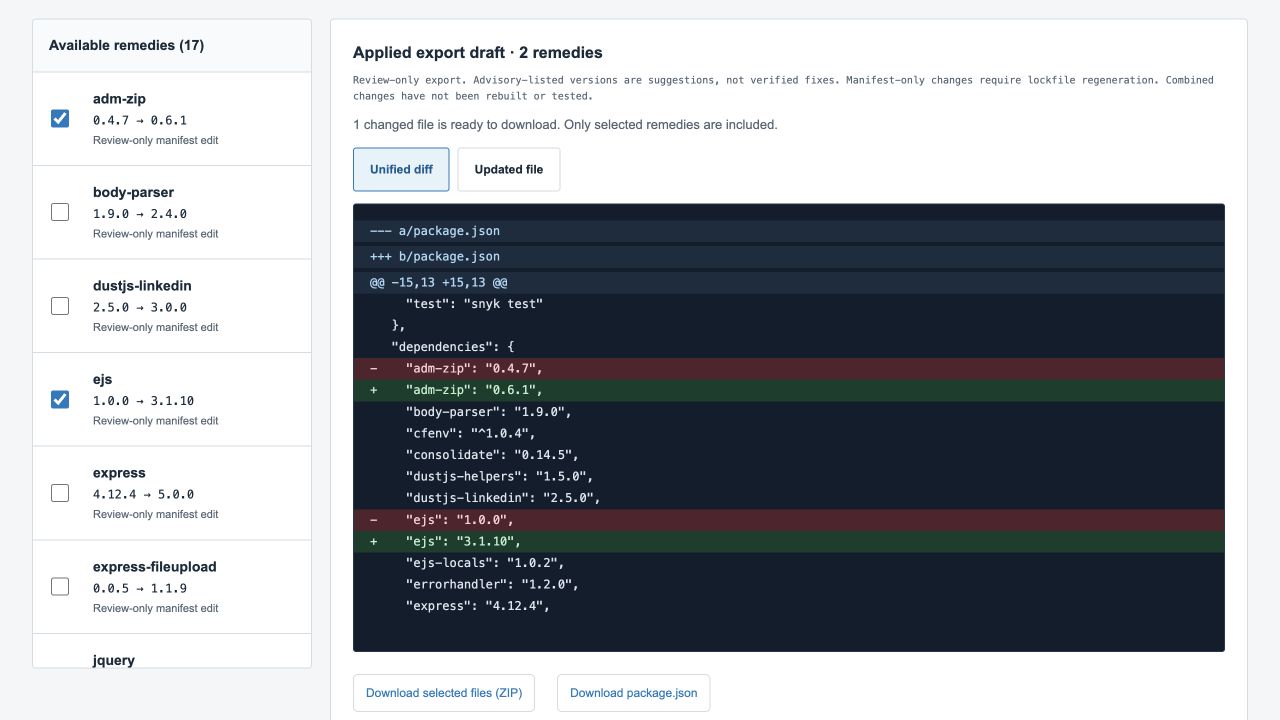 Available remedies (17)
adm-zip
0.4.7 → 0.6.1
Review-only manifest edit
body-parser
1.9.0 → 2.4.0
Review-only manifest edit
dustjs-linkedin
2.5.0 → 3.0.0
Review-only manifest edit
ejs
1.0.0 → 3.1.10
Review-only manifest edit
express
4.12.4 → 5.0.0
Review-only manifest edit
express-fileupload
0.0.5 → 1.1.9
Review-only manifest edit
jquery
Applied export draft · 2 remedies
Review-only export. Advisory-listed versions are suggestions, not verified fixes. Manifest-only changes require lockfile regeneration. Combined
changes have not been rebuilt or tested.
1 changed file is ready to download. Only selected remedies are included.
Unified diff
Updated file
--- a/package.json
+++ b/package.json
@@ -15,13 +15,13 @@
"test": "snyk test"
},
"dependencies": {
- "adm-zip": "0.4.7",
+ "adm-zip": "0.6.1",
"body-parser": "1.9.0",
"cfenv": "^1.0.4",
"consolidate": "0.14.5",
"dustjs-helpers": "1.5.0",
"dustjs-linkedin": "2.5.0",
- "ejs": "1.0.0",
+ "ejs": "3.1.10",
"ejs-locals": "1.0.2",
"errorhandler": "1.2.0",
"express": "4.12.4",
Download selected files (ZIP)
Download package.json